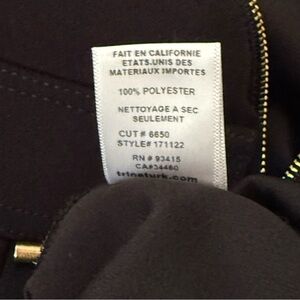 FAIT EN CALIFORNIE
ETATS.UNIS DES
MATERIAUX IMPORTES
100% POLYESTER
NETTOYAGE A SEC
SEULEMENT
CUT # 6650
STYLE# 171122
RN # 93415
CA#34460
trinaturk.com